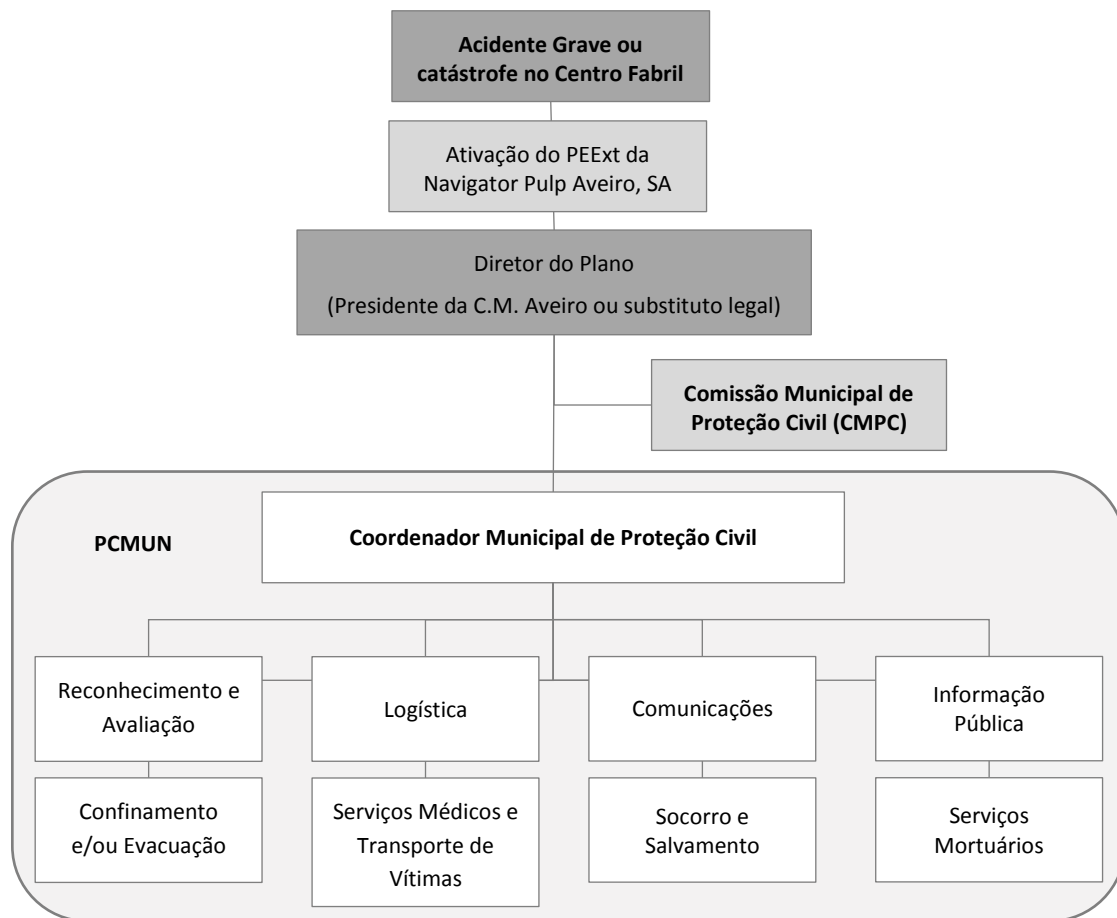 Acidente Grave ou
catástrofe no Centro Fabril
Ativação do PEExt da
Navigator Pulp Aveiro, SA
Diretor do Plano
(Presidente da C.M. Aveiro ou substituto legal)
Comissão Municipal de
Proteção Civil (CMPC)
PCMUN
Coordenador Municipal de Proteção Civil
Reconhecimento e
Avaliação
Logística
Comunicações
Informação
Pública
Confinamento
e/ou Evacuação
Serviços Médicos e
Transporte de
Vítimas
Socorro e
Salvamento
Serviços
Mortuários